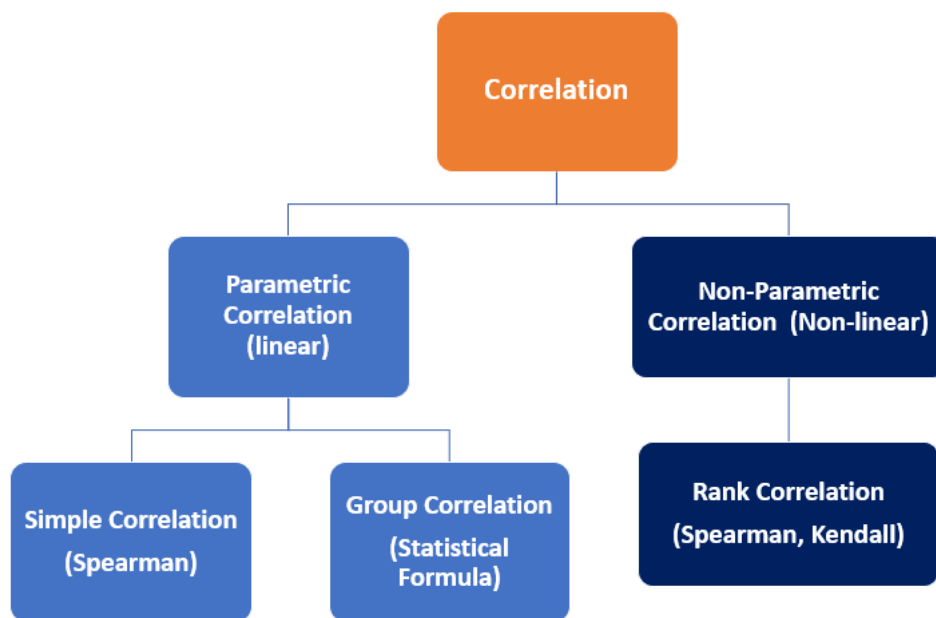 Correlation
Parametric
Correlation
(linear)
Non-Parametric
Correlation (Non-linear)
Simple Correlation
(Spearman)
Group Correlation
(Statistical
Formula)
Rank Correlation
(Spearman, Kendall)